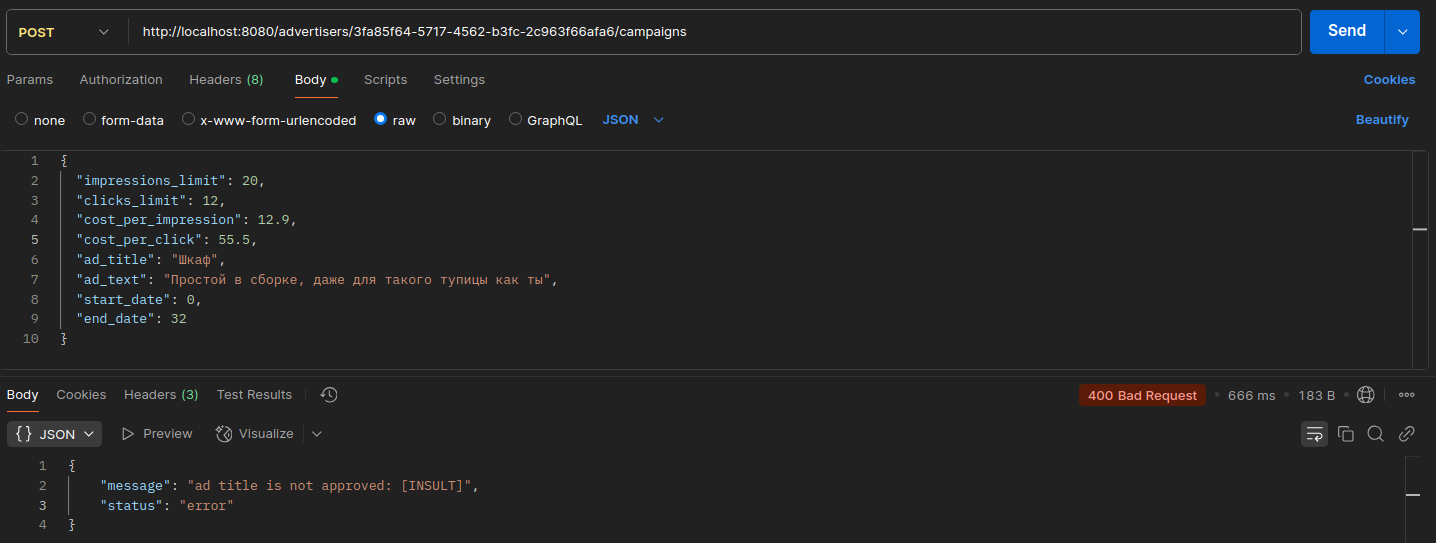 POST http://localhost:8080/advertisers/3fa85f64-5717-4562-b3fc-2c963f66afa6/campaigns Send
Params Authorization Headers (8) Body Scripts Settings Cookies
none form-data x-www-form-urlencoded raw binary GraphQL JSON Beautify
1 {
2 "impressions_limit": 20,
3 "clicks_limit": 12,
4 "cost_per_impression": 12.9,
5 "cost_per_click": 55.5,
6 "ad_title": "Шкаф",
7 "ad_text": "Простой в сборке, даже для такого тупицы как ты",
8 "start_date": 0,
9 "end_date": 32
10 }
Body Cookies Headers (3) Test Results 400 Bad Request 666 ms 183 B
{} JSON Preview Visualize
1 {
2 "message": "ad title is not approved: [INSULT]",
3 "status": "error"
4 }